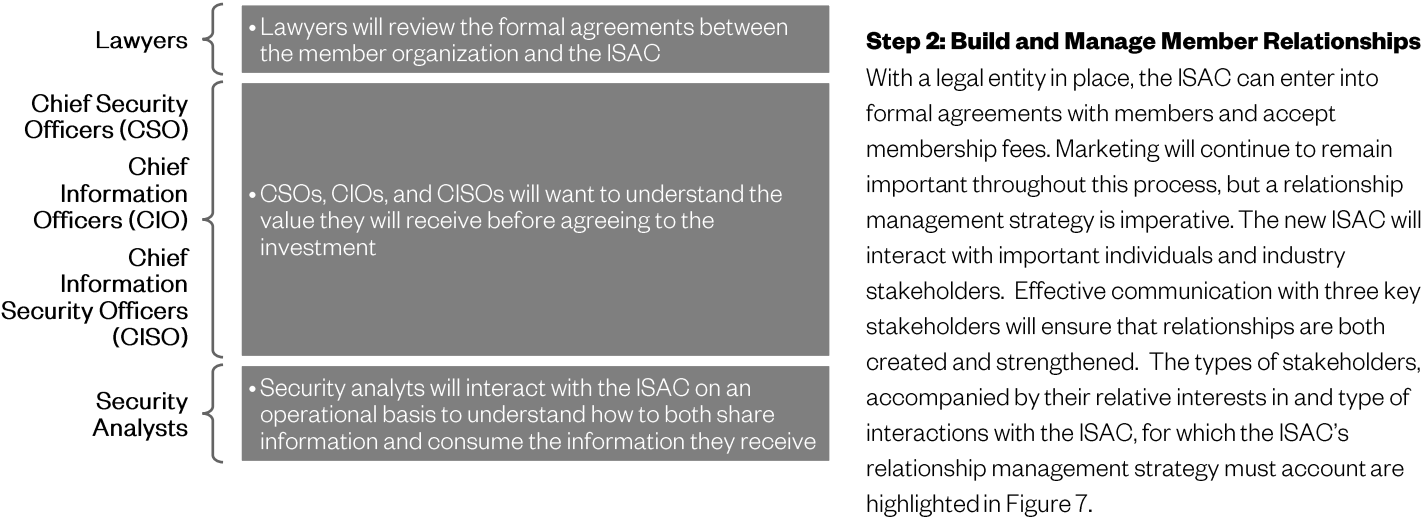 Lawyers
• Lawyers will review the formal agreements between
the member organization and the ISAC
Chief Security
Officers (CSO)
Chief
Information
Officers (CIO)
Chief
Information
Security Officers
(CISO)
• CSOs, CIOs, and CISOs will want to understand the
value they will receive before agreeing to the
investment
Security
Analysts
• Security analyts will interact with the ISAC on an
operational basis to understand how to both share
information and consume the information they receive
Step 2: Build and Manage Member Relationships
With a legal entity in place, the ISAC can enter into
formal agreements with members and accept
membership fees. Marketing will continue to remain
important throughout this process, but a relationship
management strategy is imperative. The new ISAC will
interact with important individuals and industry
stakeholders.  Effective communication with three key
stakeholders will ensure that relationships are both
created and strengthened.  The types of stakeholders,
accompanied by their relative interests in and type of
interactions with the ISAC, for which the ISAC’s
relationship management strategy must account are
highlighted in Figure 7.